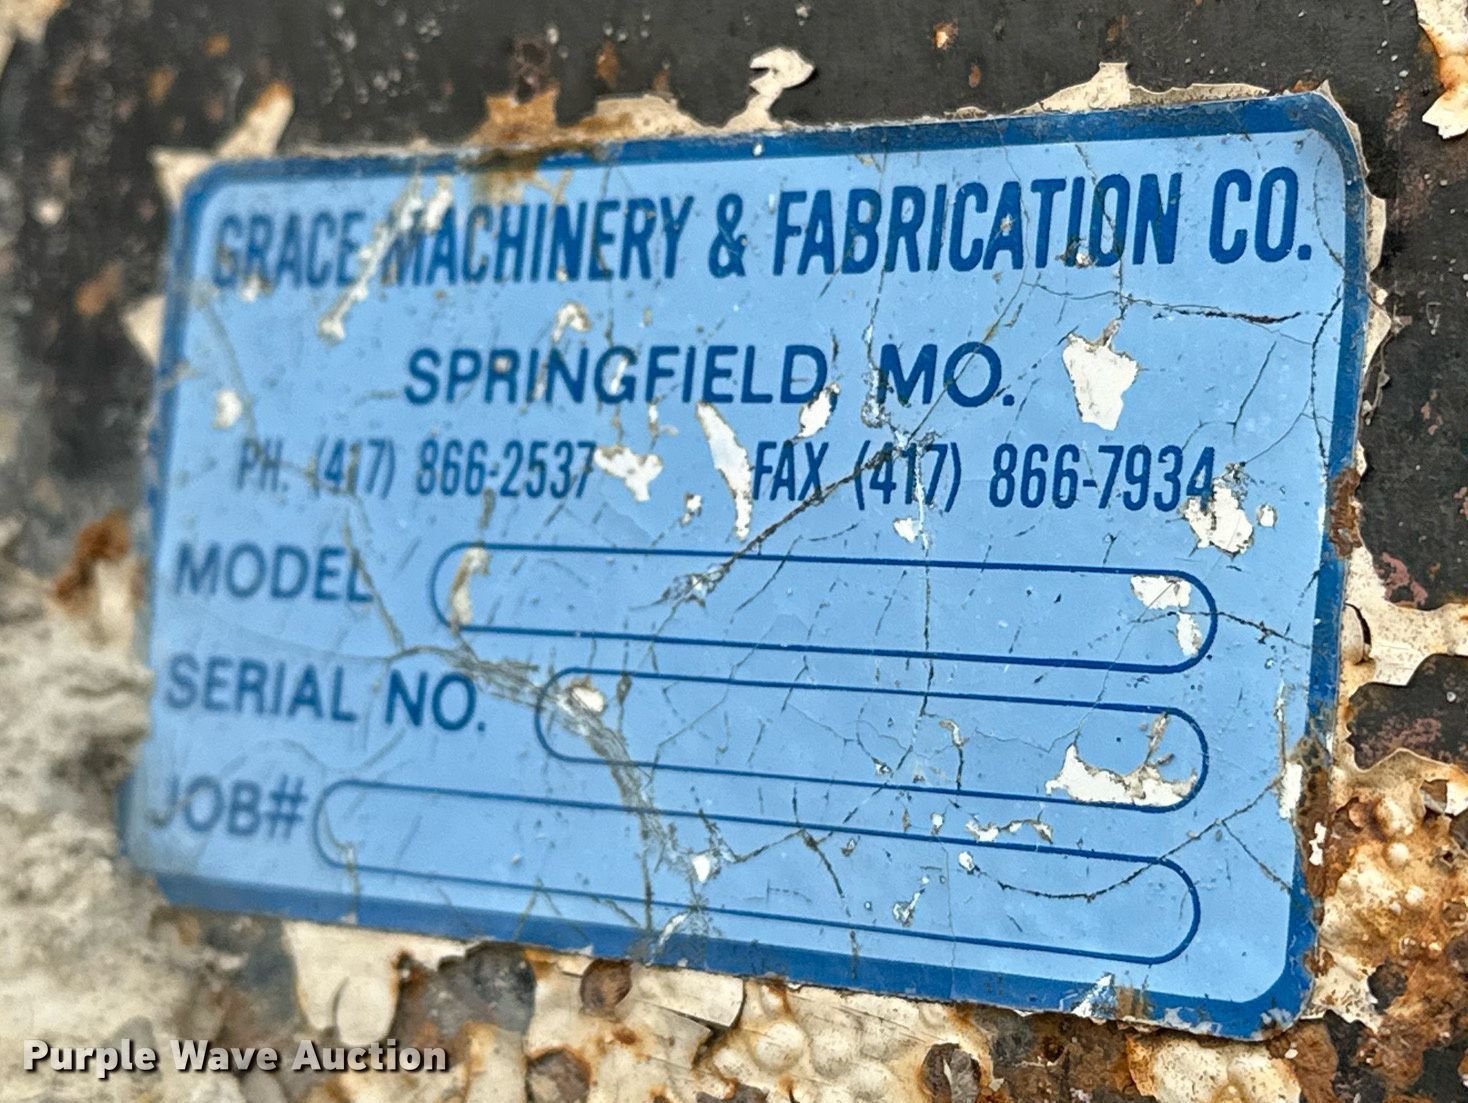 GRACE MACHINERY & FABRICATION CO.
SPRINGFIELD, MO.
PH. (417) 866-2537 FAX (417) 866-7934
MODEL
SERIAL NO.
JOB#
Purple Wave Auction